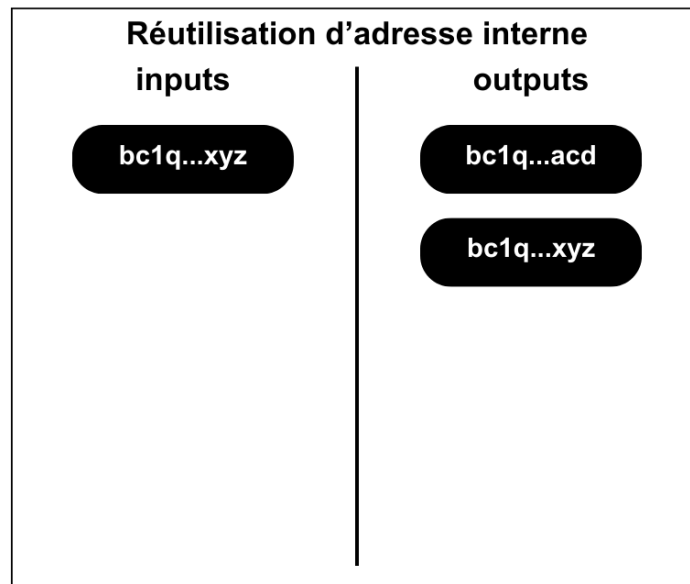 Réutilisation d’adresse interne
inputs
outputs
bc1q...xyz
bc1q...acd
bc1q...xyz